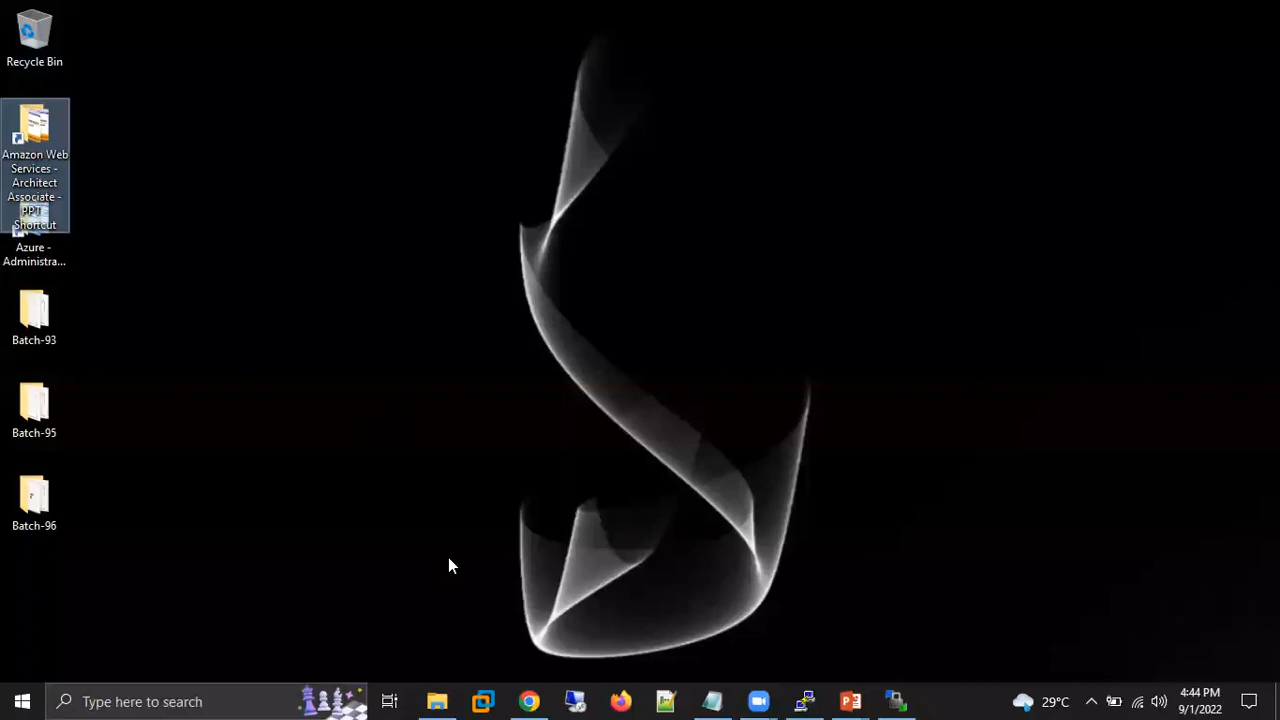 Recycle Bin
Amazon Web
Services -
Architect
Associate -
PPT -
Shortcut
Azure -
Administra...
Batch-93
Batch-95
Batch-96
Type here to search
29°C
4:44 PM
9/1/2022